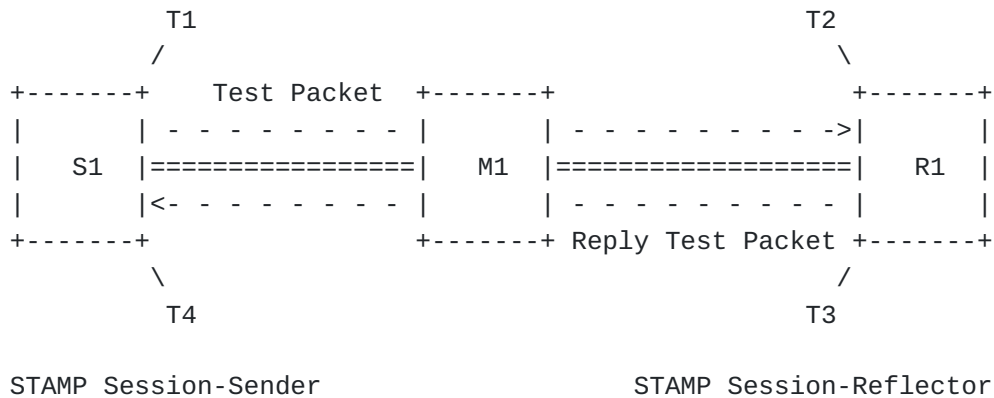 T1 T2
Test Packet
S1 M1 R1
Reply Test Packet
T4 T3
STAMP Session-Sender STAMP Session-Reflector